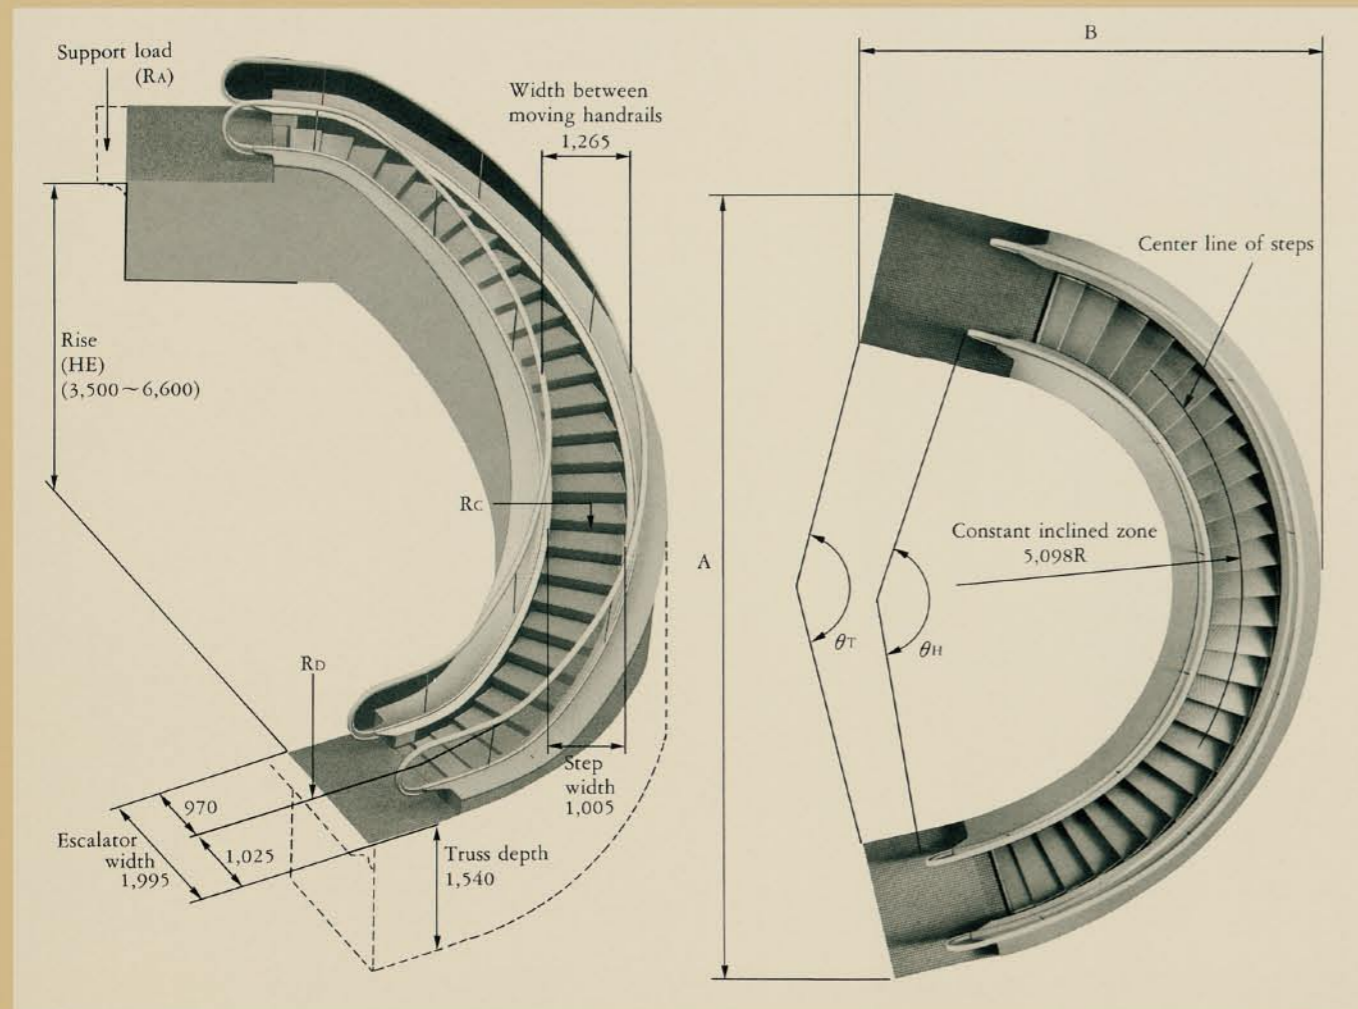 Support load
(RA)
Width between
moving handrails
1,265
Rise
(HE)
(3,500~6,600)
RC
RD
Step
width
1,005
970
1,025
Escalator
width
1,995
Truss depth
1,540
B
A
Center line of steps
Constant inclined zone
5,098R
θT
θH